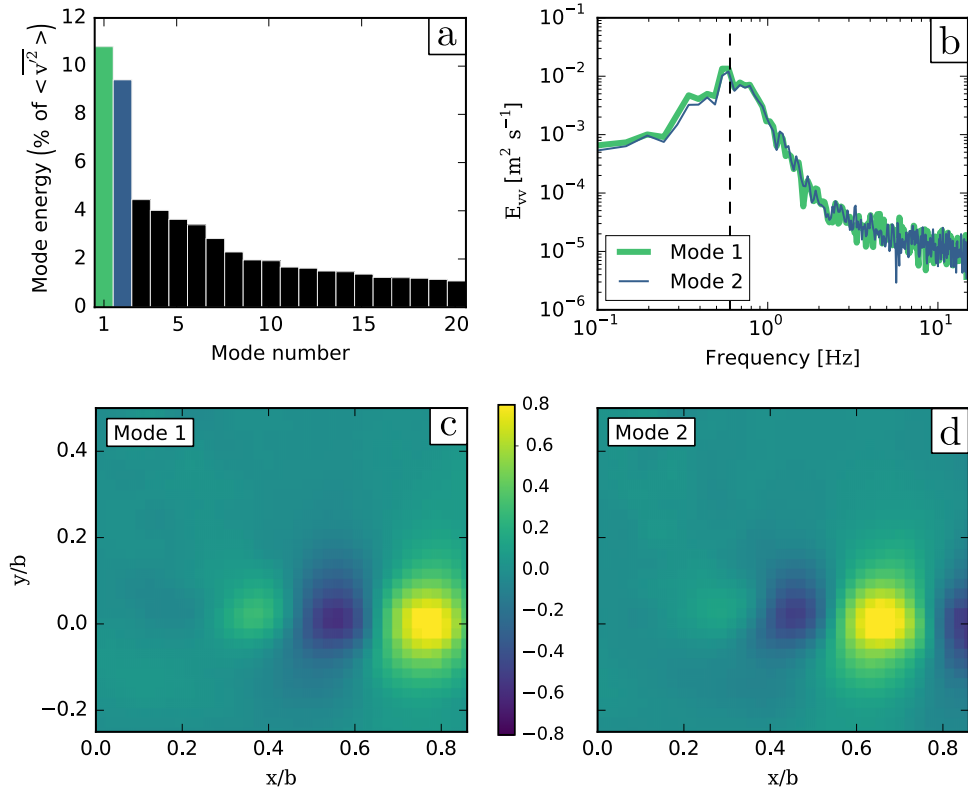 a
12
10
8
6
4
2
0
1 5 10 15 20
Mode number
Mode energy (% of < v′² >)
b
10⁻¹
10⁻²
10⁻³
10⁻⁴
10⁻⁵
10⁻⁶
10⁻¹ 10⁰ 10¹
Frequency [Hz]
E_vv [m² s⁻¹]
Mode 1
Mode 2
Mode 1
c
0.4
0.2
0.0
−0.2
0.0 0.2 0.4 0.6 0.8
x/b
y/b
0.8
0.6
0.4
0.2
0.0
−0.2
−0.4
−0.6
−0.8
Mode 2
d
0.0 0.2 0.4 0.6 0.8
x/b